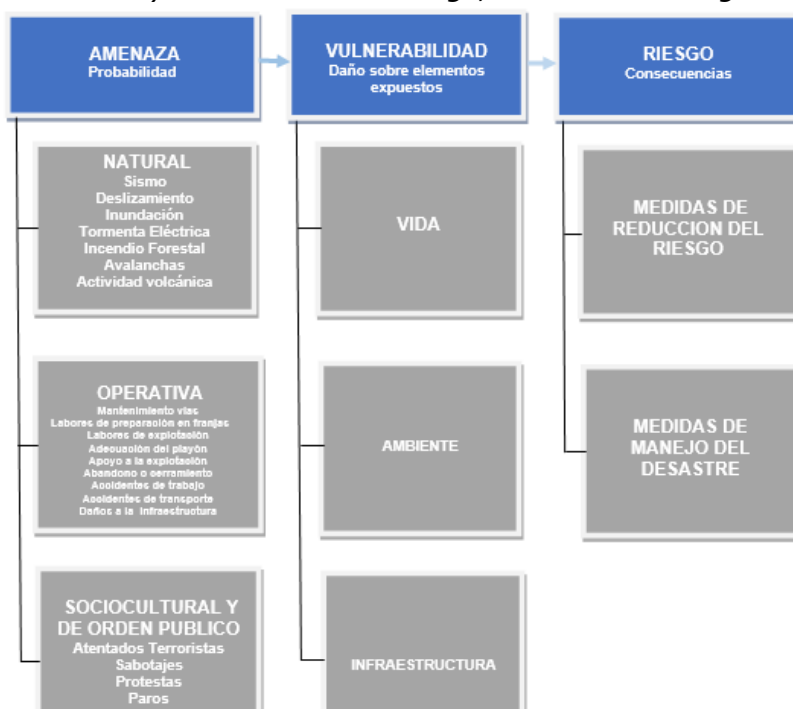 AMENAZA
Probabilidad
VULNERABILIDAD
Daño sobre elementos
expuestos
RIESGO
Consecuencias
NATURAL
Sismo
Deslizamiento
Inundación
Tormenta Eléctrica
Incendio Forestal
Avalanchas
Actividad volcánica
VIDA
MEDIDAS DE
REDUCCION DEL
RIESGO
OPERATIVA
Mantenimiento vías
Labores de preparación en franjas
Labores de explotación
Adecuación del playón
Apoyo a la explotación
Abandono o cerramiento
Accidentes de trabajo
Accidentes de transporte
Daños a la Infraestructura
AMBIENTE
MEDIDAS DE
MANEJO DEL
DESASTRE
SOCIOCULTURAL Y
DE ORDEN PUBLICO
Atentados Terroristas
Sabotajes
Protestas
Paros
INFRAESTRUCTURA